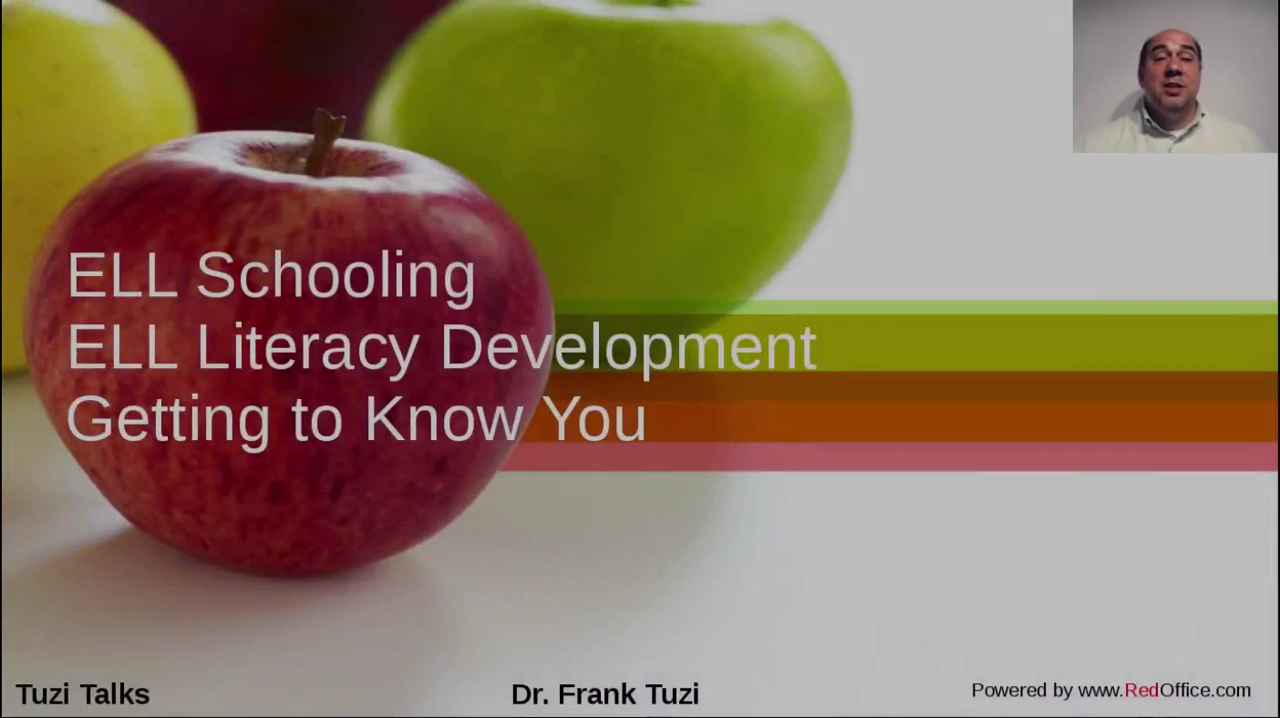 ELL Schooling
ELL Literacy Development
Getting to Know You
Tuzi Talks
Dr. Frank Tuzi
Powered by www.RedOffice.com